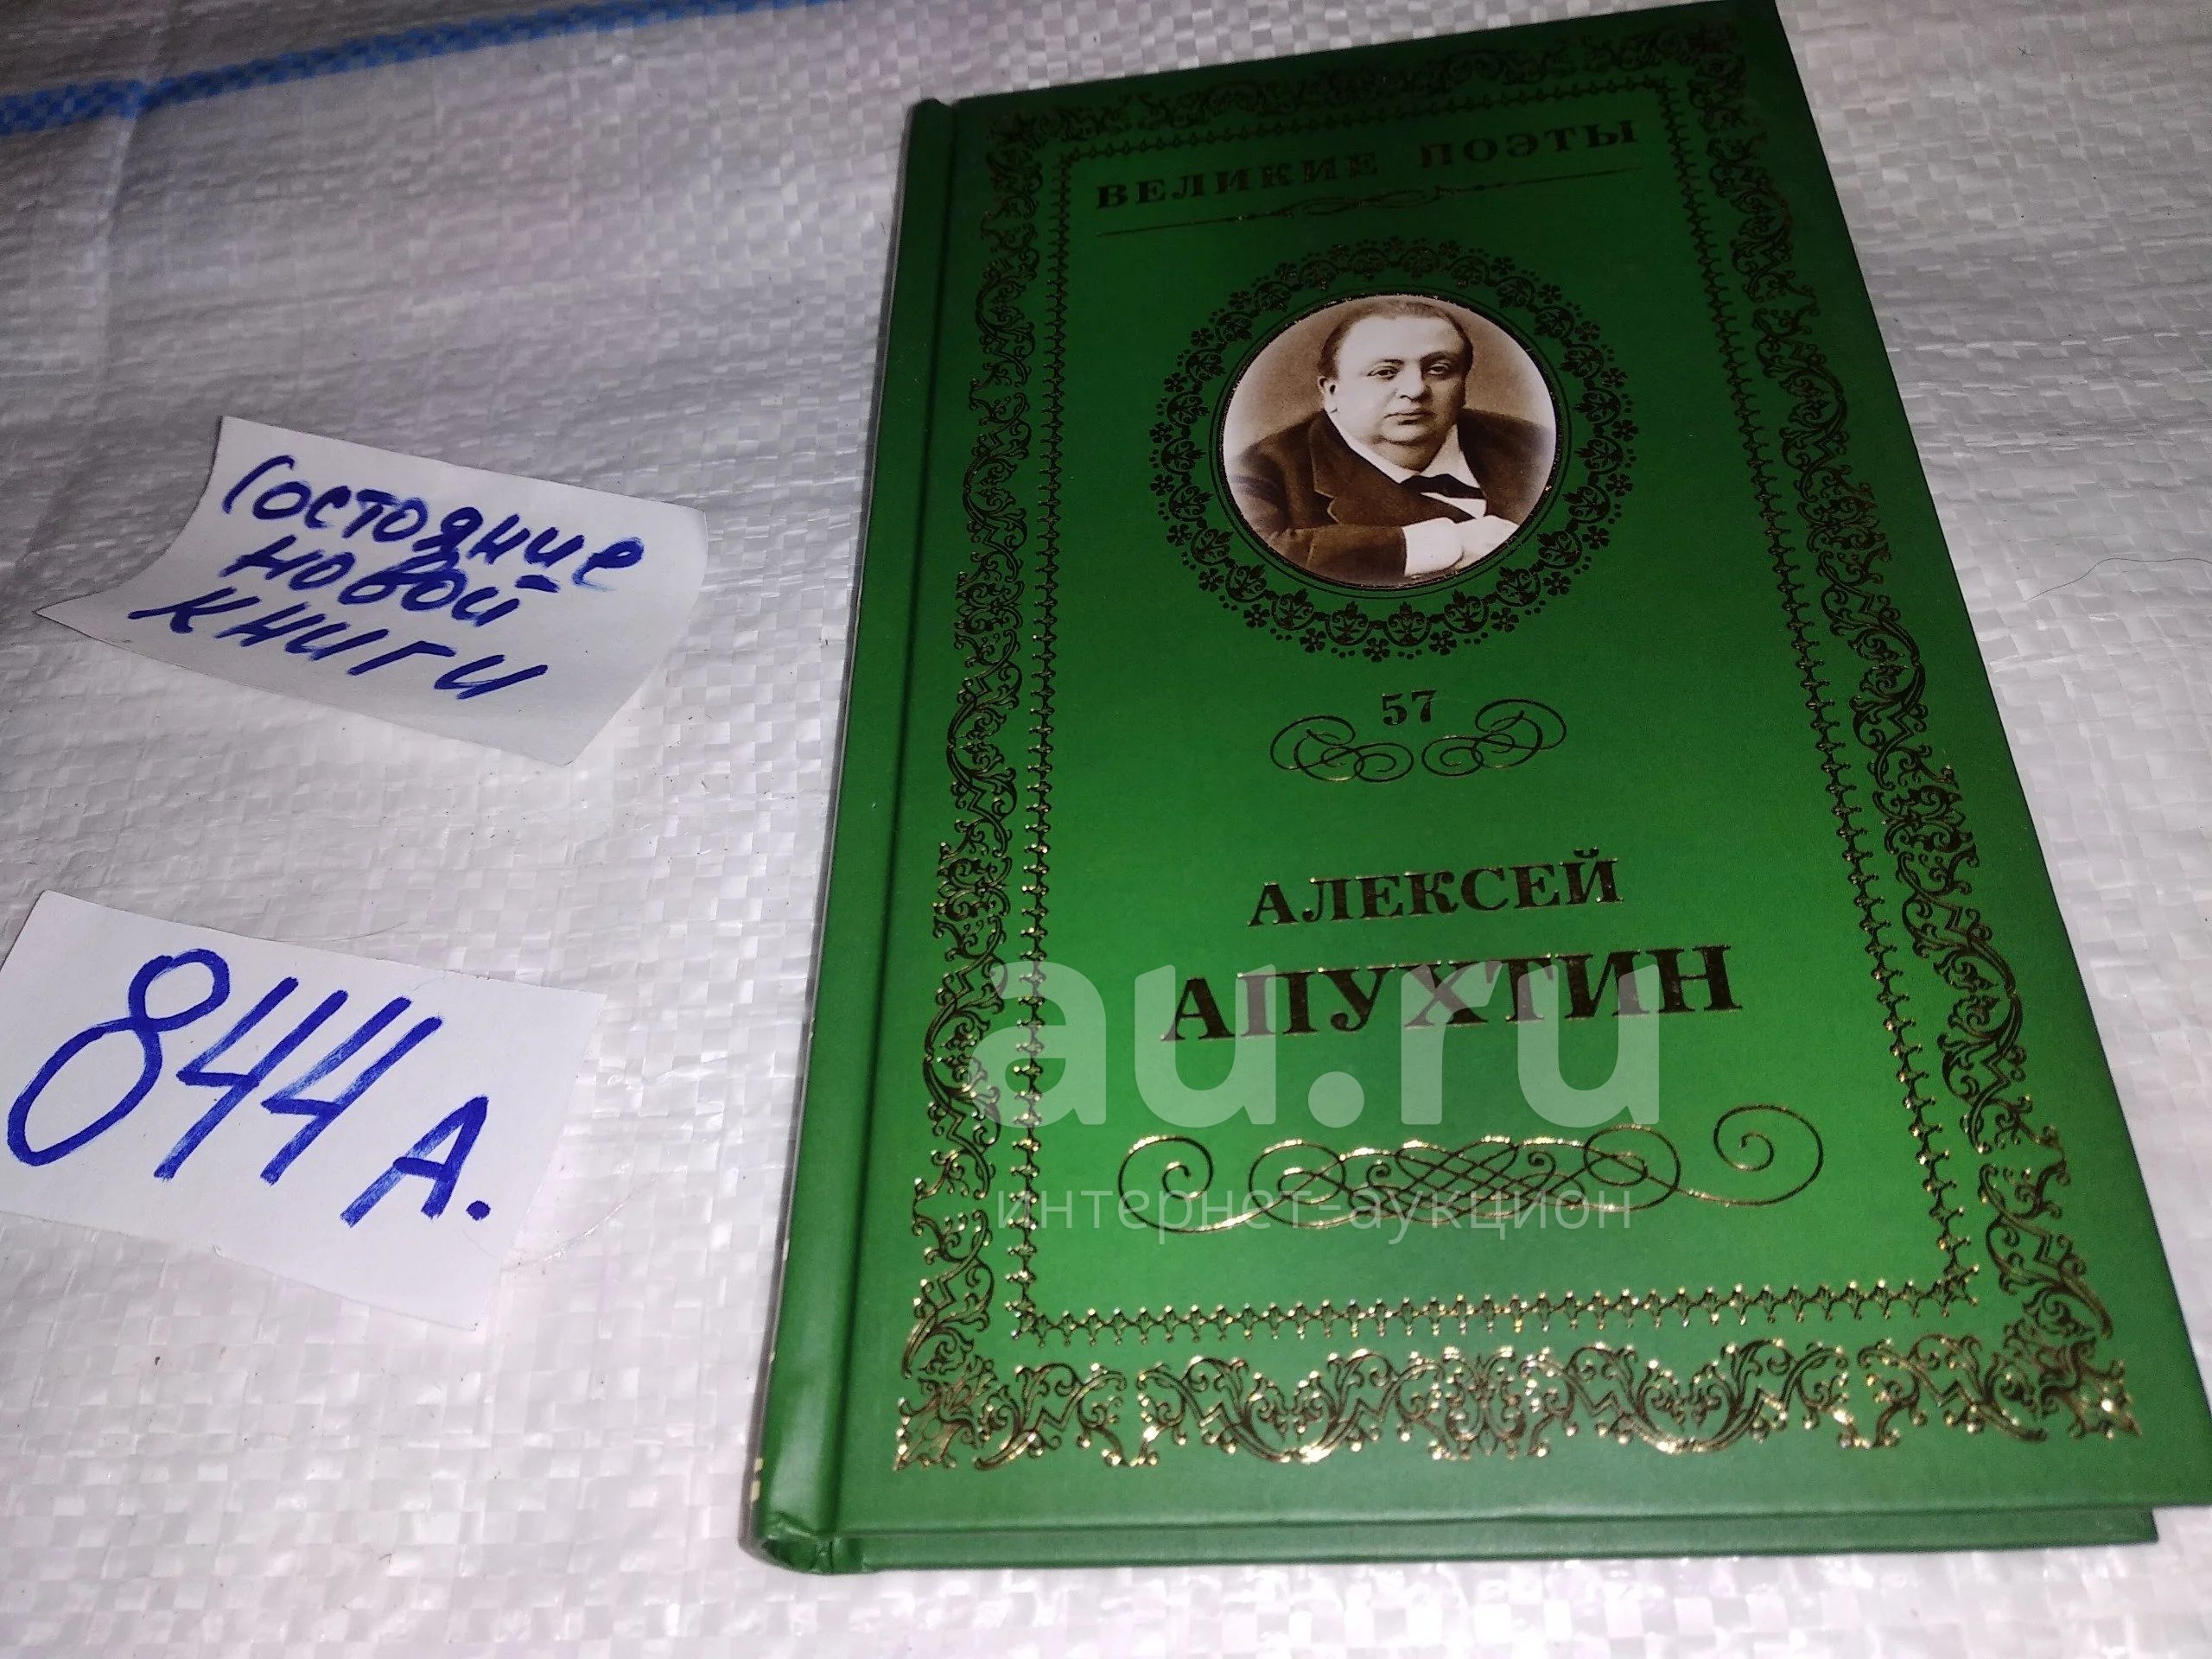 ВЕЛИКИЕ ПОЭТЫ
57
АЛЕКСЕЙ
АПУХТИН
au.ru
интернет-аукцион
Состояние
новой
книги
844 А.